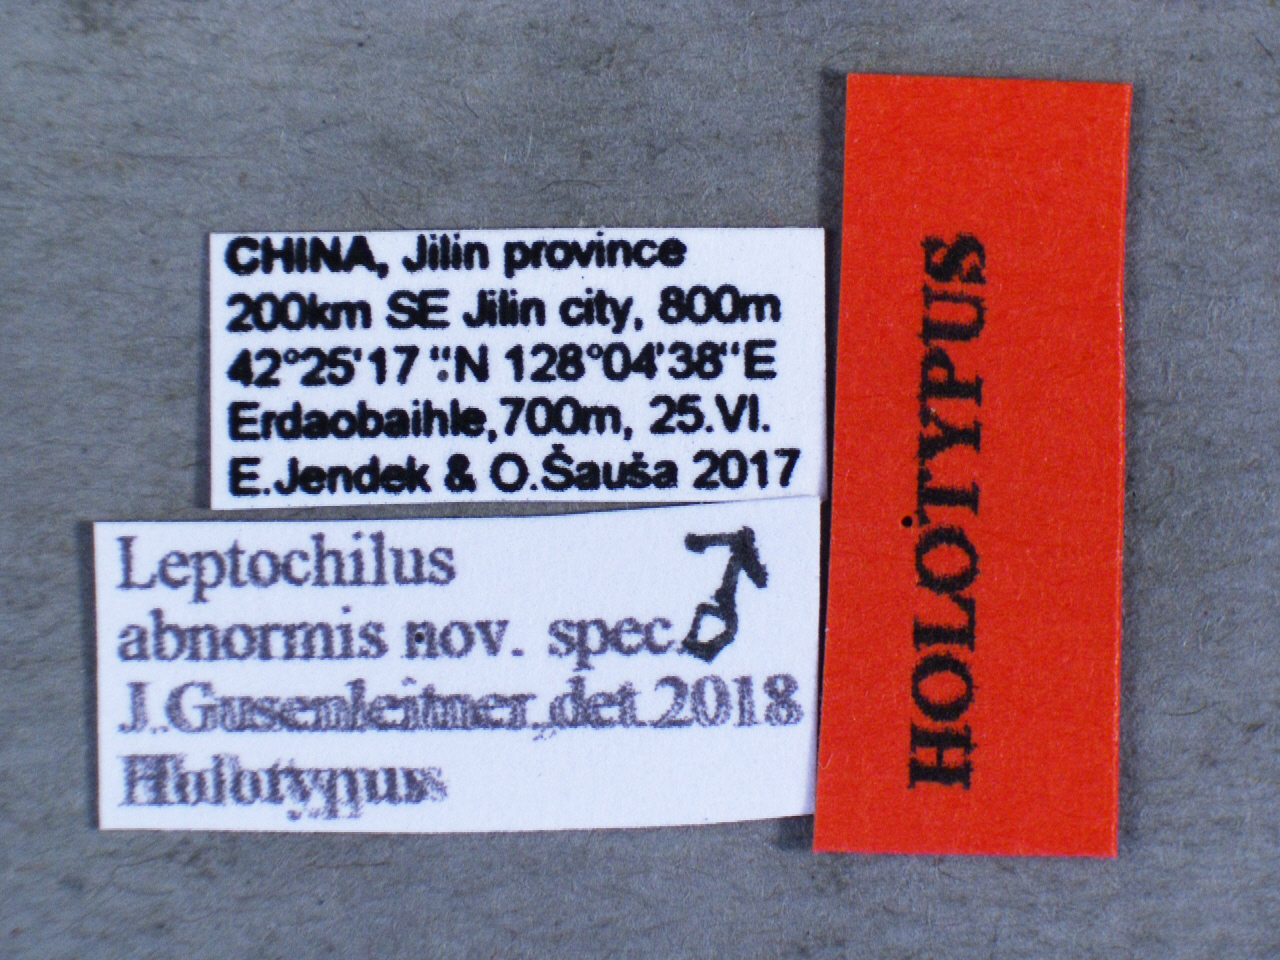 CHINA, Jilin province
200km SE Jilin city, 800m
42°25'17“N 128°04'38“E
Erdaobaihle,700m, 25.VI.
E.Jendek & O.Šauša 2017
Leptochilus ♂
abnormis nov. spec.
J. Gusenleitner det 2018
Holotypus
HOLOTYPUS